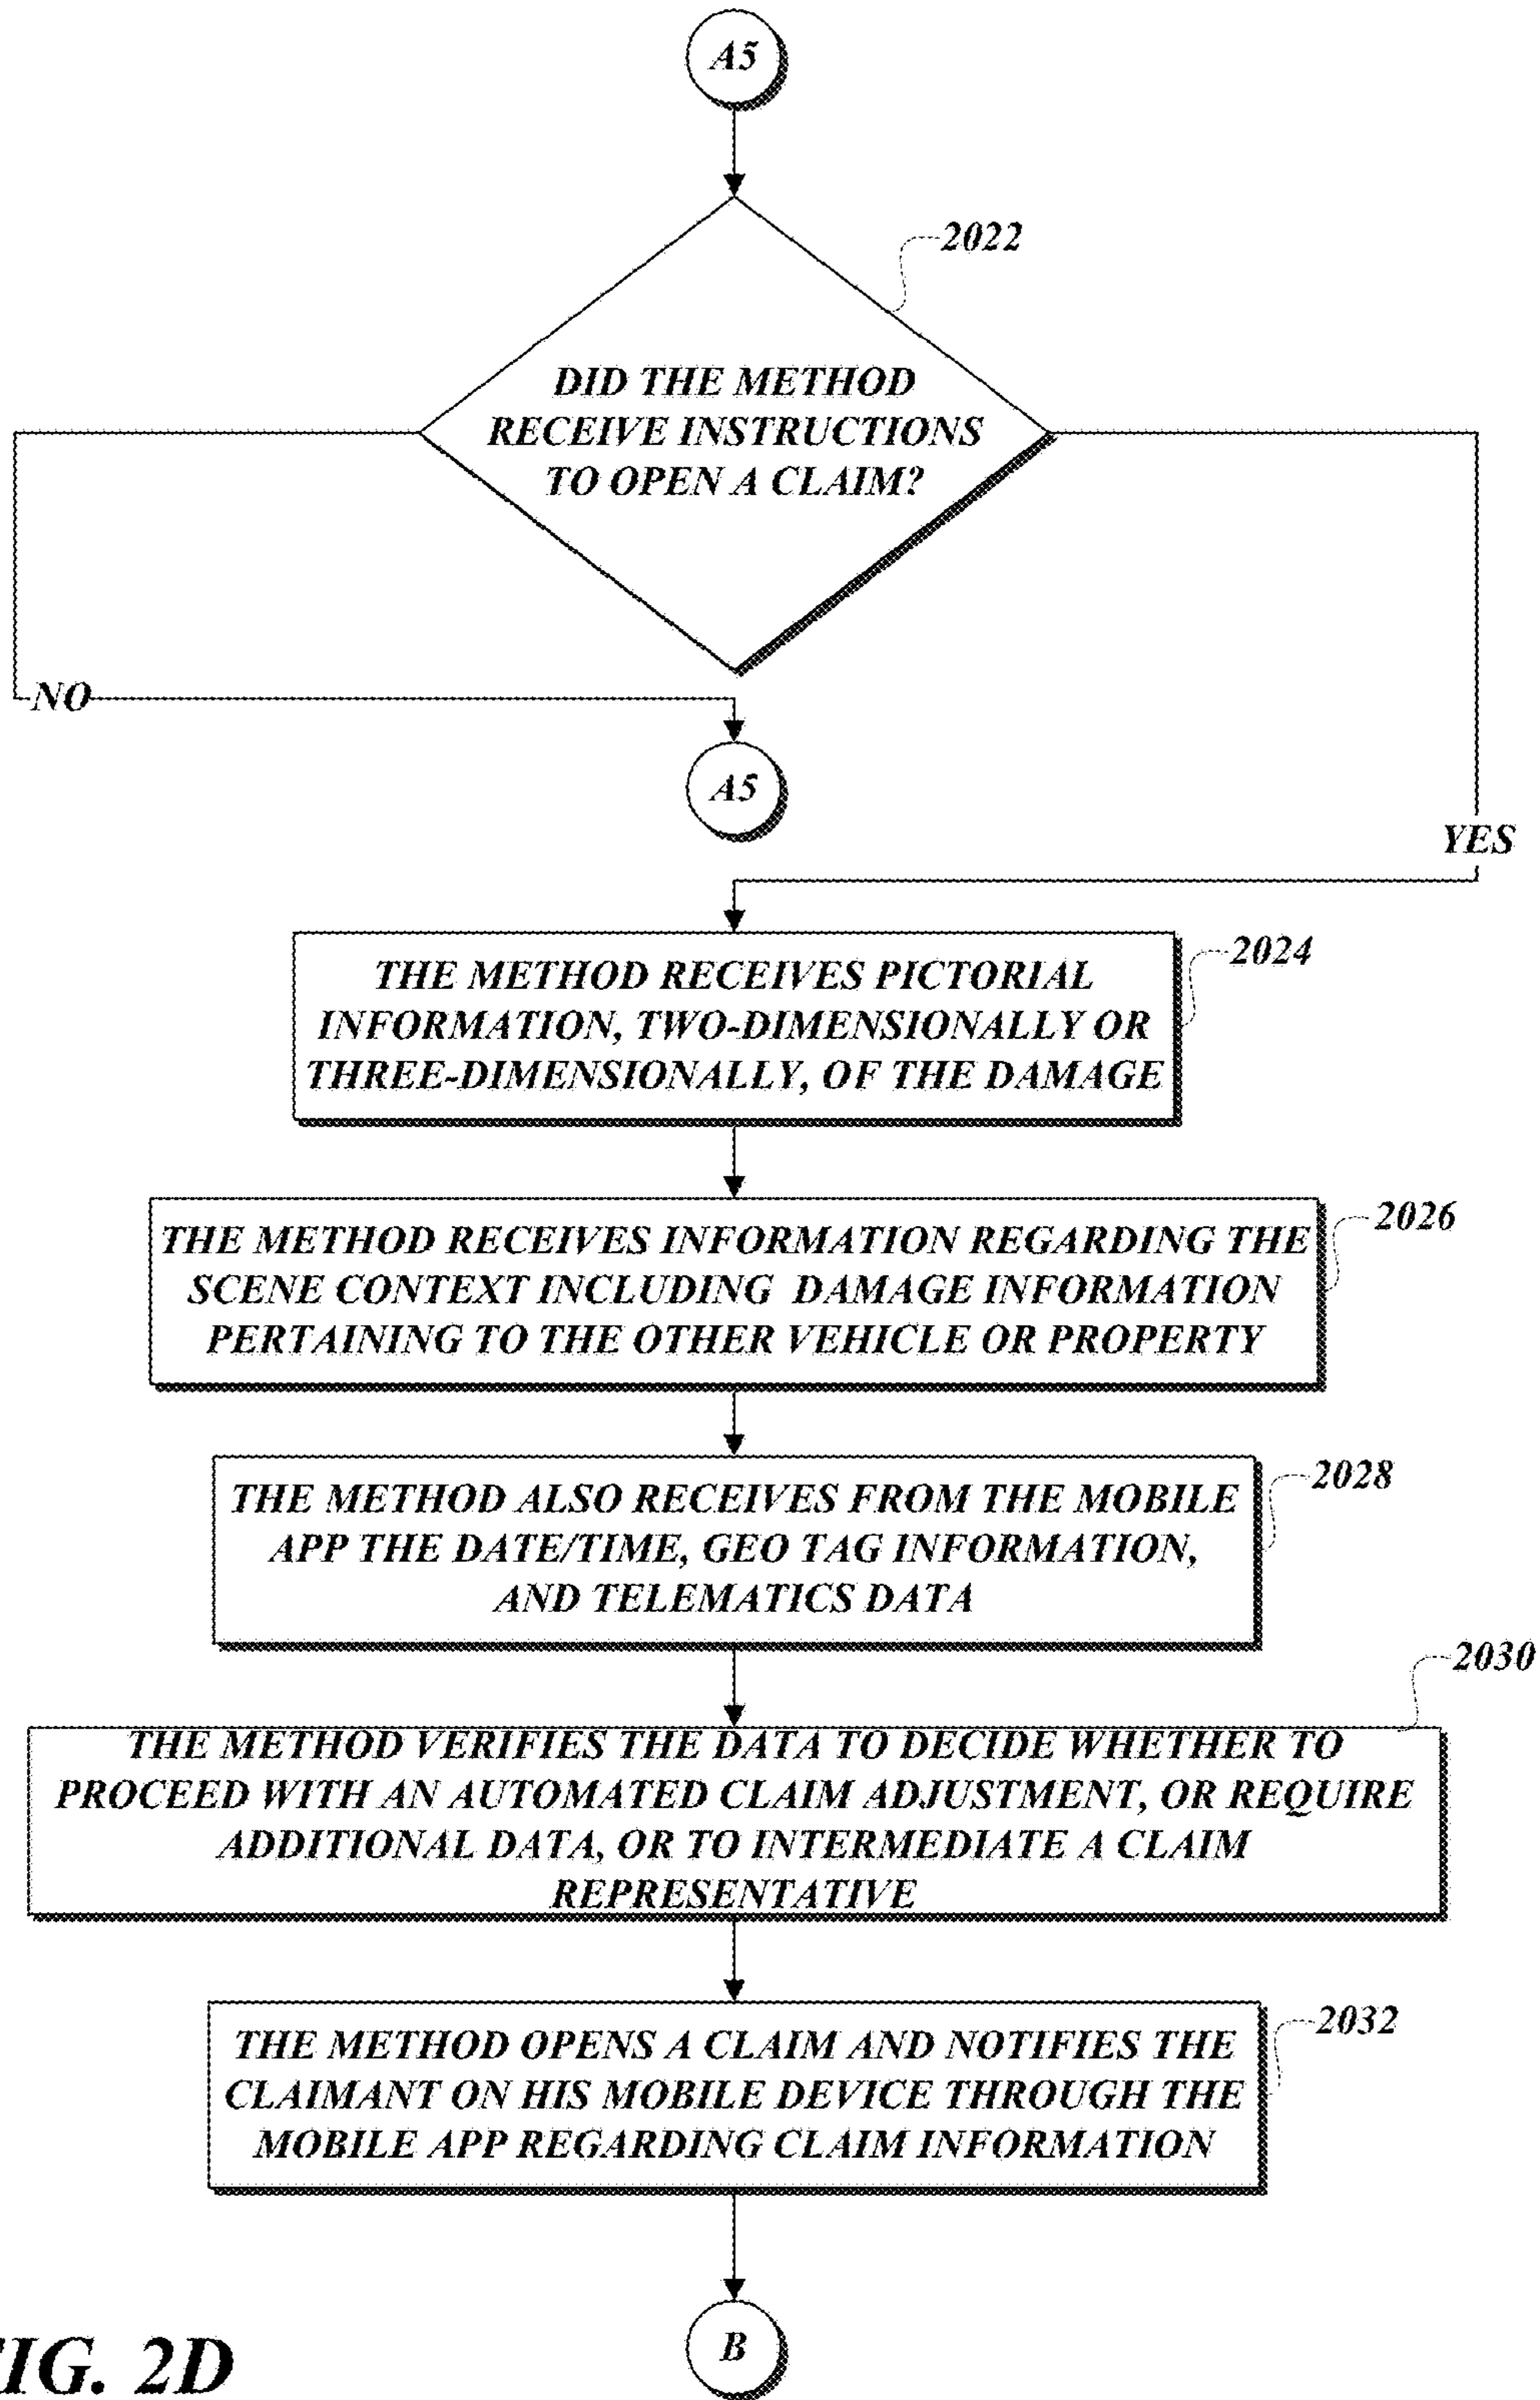 A5
2022
DID THE METHOD
RECEIVE INSTRUCTIONS
TO OPEN A CLAIM?
NO
A5
YES
2024
THE METHOD RECEIVES PICTORIAL
INFORMATION, TWO-DIMENSIONALLY OR
THREE-DIMENSIONALLY, OF THE DAMAGE
2026
THE METHOD RECEIVES INFORMATION REGARDING THE
SCENE CONTEXT INCLUDING DAMAGE INFORMATION
PERTAINING TO THE OTHER VEHICLE OR PROPERTY
2028
THE METHOD ALSO RECEIVES FROM THE MOBILE
APP THE DATE/TIME, GEO TAG INFORMATION,
AND TELEMATICS DATA
2030
THE METHOD VERIFIES THE DATA TO DECIDE WHETHER TO
PROCEED WITH AN AUTOMATED CLAIM ADJUSTMENT, OR REQUIRE
ADDITIONAL DATA, OR TO INTERMEDIATE A CLAIM
REPRESENTATIVE
2032
THE METHOD OPENS A CLAIM AND NOTIFIES THE
CLAIMANT ON HIS MOBILE DEVICE THROUGH THE
MOBILE APP REGARDING CLAIM INFORMATION
B
FIG. 2D